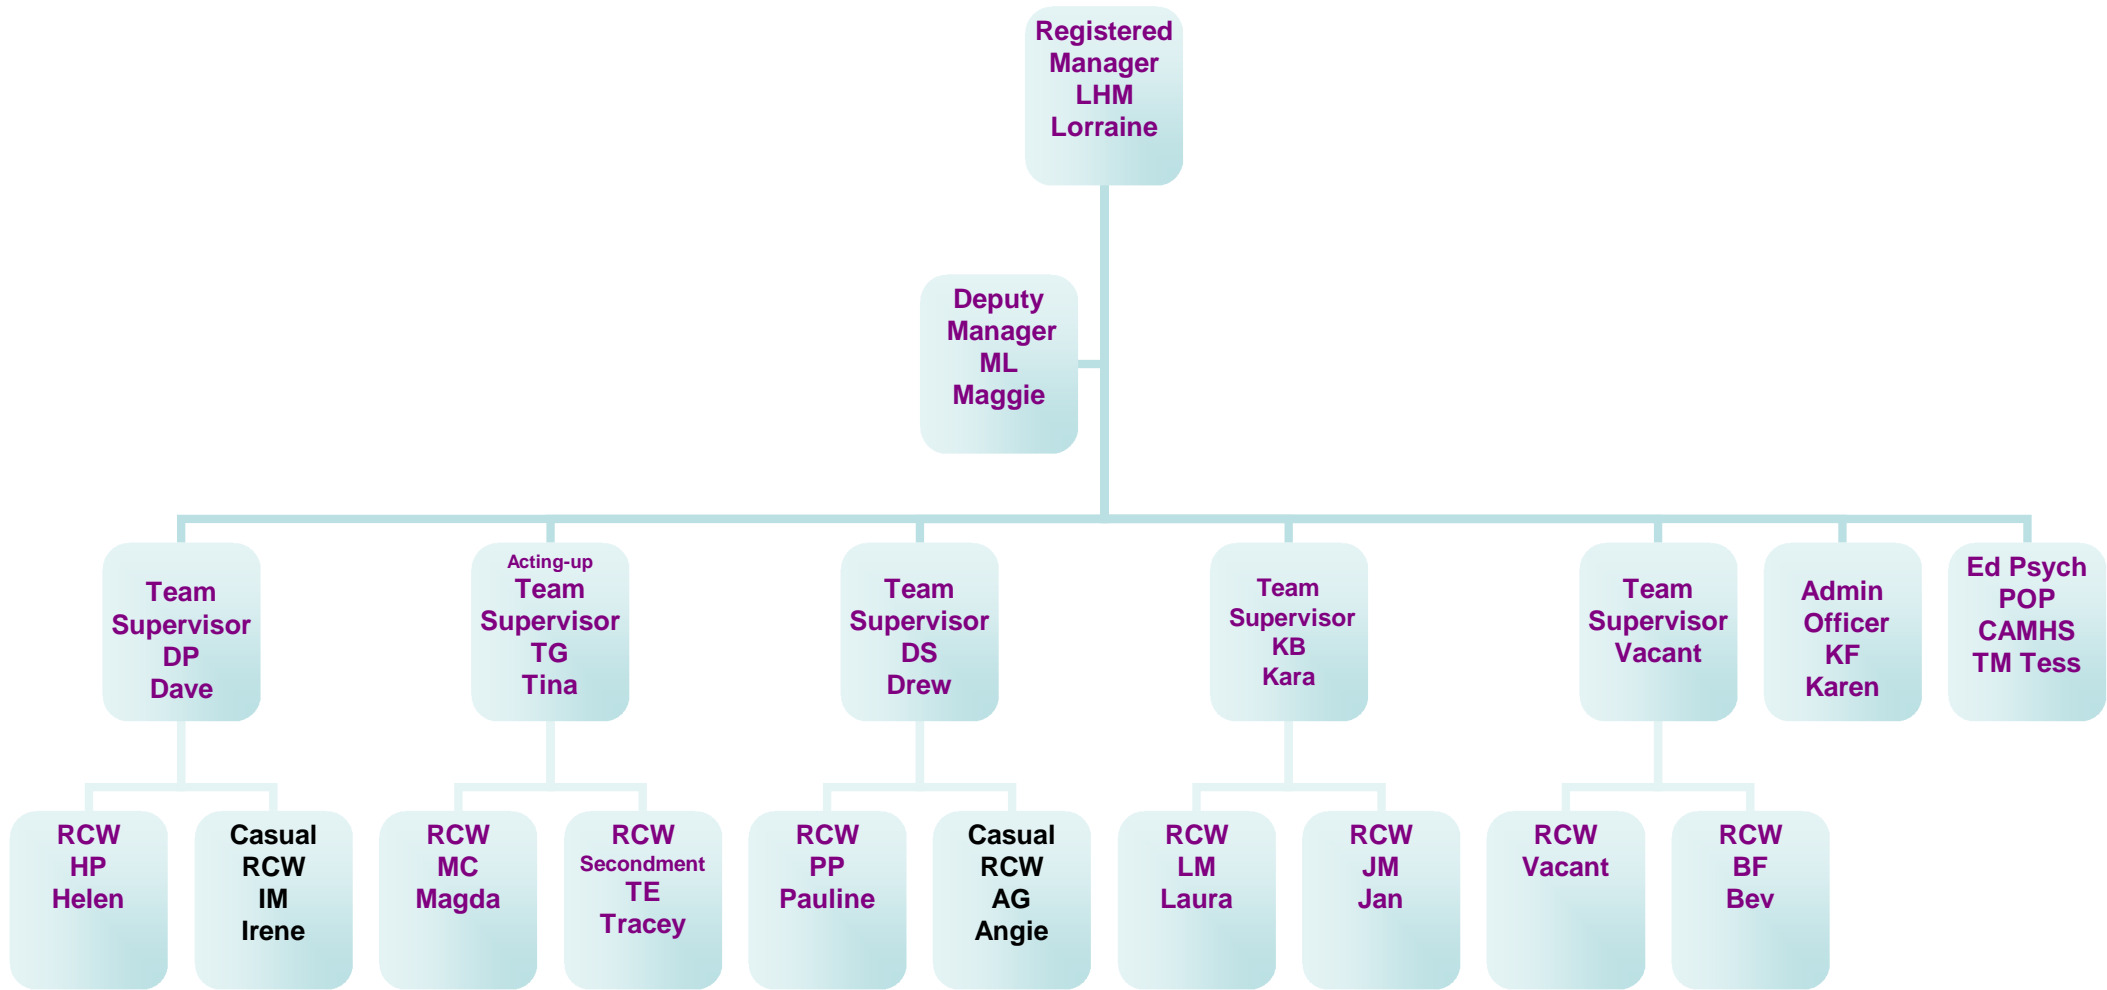 Registered
Manager
LHM
Lorraine
Deputy
Manager
ML
Maggie
Team
Supervisor
DP
Dave
Acting-up
Team
Supervisor
TG
Tina
Team
Supervisor
DS
Drew
Team
Supervisor
KB
Kara
Team
Supervisor
Vacant
Admin
Officer
KF
Karen
Ed Psych
POP
CAMHS
TM Tess
RCW
HP
Helen
Casual
RCW
IM
Irene
RCW
MC
Magda
RCW
Secondment
TE
Tracey
RCW
PP
Pauline
Casual
RCW
AG
Angie
RCW
LM
Laura
RCW
JM
Jan
RCW
Vacant
RCW
BF
Bev